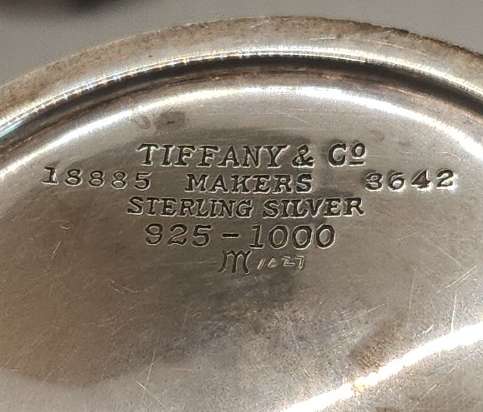 TIFFANY & Cº
18885 MAKERS 3642
STERLING SILVER
925-1000
M